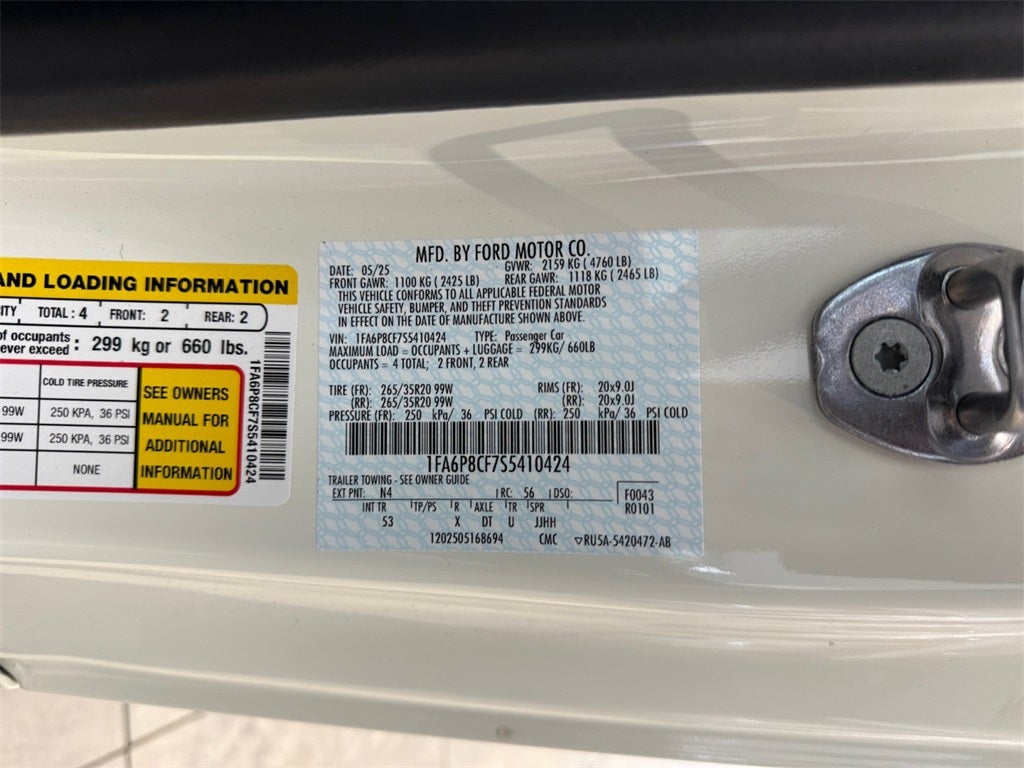 AND LOADING INFORMATION
TOTAL: 4 FRONT: 2 REAR: 2
of occupants
ever exceed : 299 kg or 660 lbs.
COLD TIRE PRESSURE
99W 250 KPA, 36 PSI
99W 250 KPA, 36 PSI
NONE
SEE OWNERS
MANUAL FOR
ADDITIONAL
INFORMATION
1FA6P8CF7S5410424
MFD. BY FORD MOTOR CO.
DATE: 05/25 GVWR: 2159 KG ( 4760 LB)
FRONT GAWR: 1100 KG ( 2425 LB) REAR GAWR: 1118 KG ( 2465 LB)
THIS VEHICLE CONFORMS TO ALL APPLICABLE FEDERAL MOTOR
VEHICLE SAFETY, BUMPER, AND THEFT PREVENTION STANDARDS
IN EFFECT ON THE DATE OF MANUFACTURE SHOWN ABOVE.
VIN: 1FA6P8CF7S5410424 TYPE: Passenger Car
MAXIMUM LOAD = OCCUPANTS + LUGGAGE = 299KG/ 660LB
OCCUPANTS = 4 TOTAL; 2 FRONT, 2 REAR
TIRE (FR): 265/35R20 99W RIMS (FR): 20x9.0J
(RR): 265/35R20 99W (RR): 20x9.0J
PRESSURE (FR): 250 kPa/ 36 PSI COLD (RR): 250 kPa/ 36 PSI COLD
1FA6P8CF7S5410424
TRAILER TOWING - SEE OWNER GUIDE
EXT PNT: N4 RC: 56 DSO: F0043
INT TR TP/PS R AXLE TR SPR R0101
53 X DT U JJHH
1202505168694 CMC ▽RU5A-5420472-AB